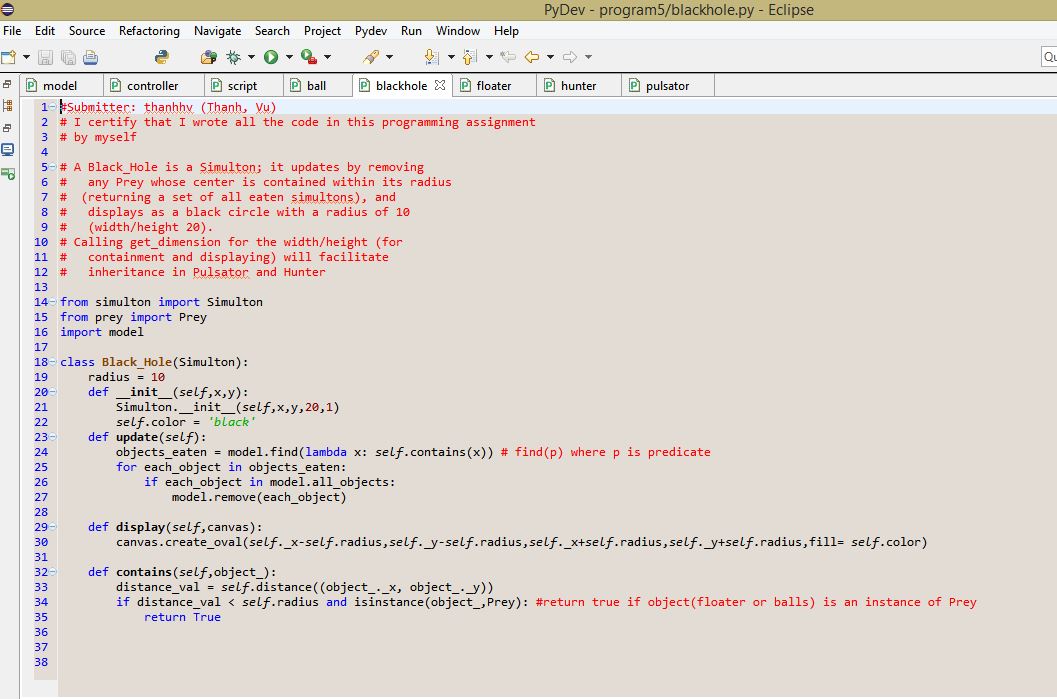 PyDev - program5/blackhole.py - Eclipse
File Edit Source Refactoring Navigate Search Project Pydev Run Window Help
model controller script ball blackhole floater hunter pulsator
1 #Submitter: thanhhv (Thanh, Vu)
2 # I certify that I wrote all the code in this programming assignment
3 # by myself
4
5 # A Black_Hole is a Simulton; it updates by removing
6 #   any Prey whose center is contained within its radius
7 #  (returning a set of all eaten simultons), and
8 #   displays as a black circle with a radius of 10
9 #   (width/height 20).
10 # Calling get_dimension for the width/height (for
11 #   containment and displaying) will facilitate
12 #   inheritance in Pulsator and Hunter
13
14 from simulton import Simulton
15 from prey import Prey
16 import model
17
18 class Black_Hole(Simulton):
19     radius = 10
20     def __init__(self,x,y):
21         Simulton.__init__(self,x,y,20,1)
22         self.color = 'black'
23     def update(self):
24         objects_eaten = model.find(lambda x: self.contains(x)) # find(p) where p is predicate
25         for each_object in objects_eaten:
26             if each_object in model.all_objects:
27                 model.remove(each_object)
28
29     def display(self,canvas):
30         canvas.create_oval(self._x-self.radius,self._y-self.radius,self._x+self.radius,self._y+self.radius,fill= self.color)
31
32     def contains(self,object_):
33         distance_val = self.distance((object_._x, object_._y))
34         if distance_val < self.radius and isinstance(object_,Prey): #return true if object(floater or balls) is an instance of Prey
35             return True
36
37
38